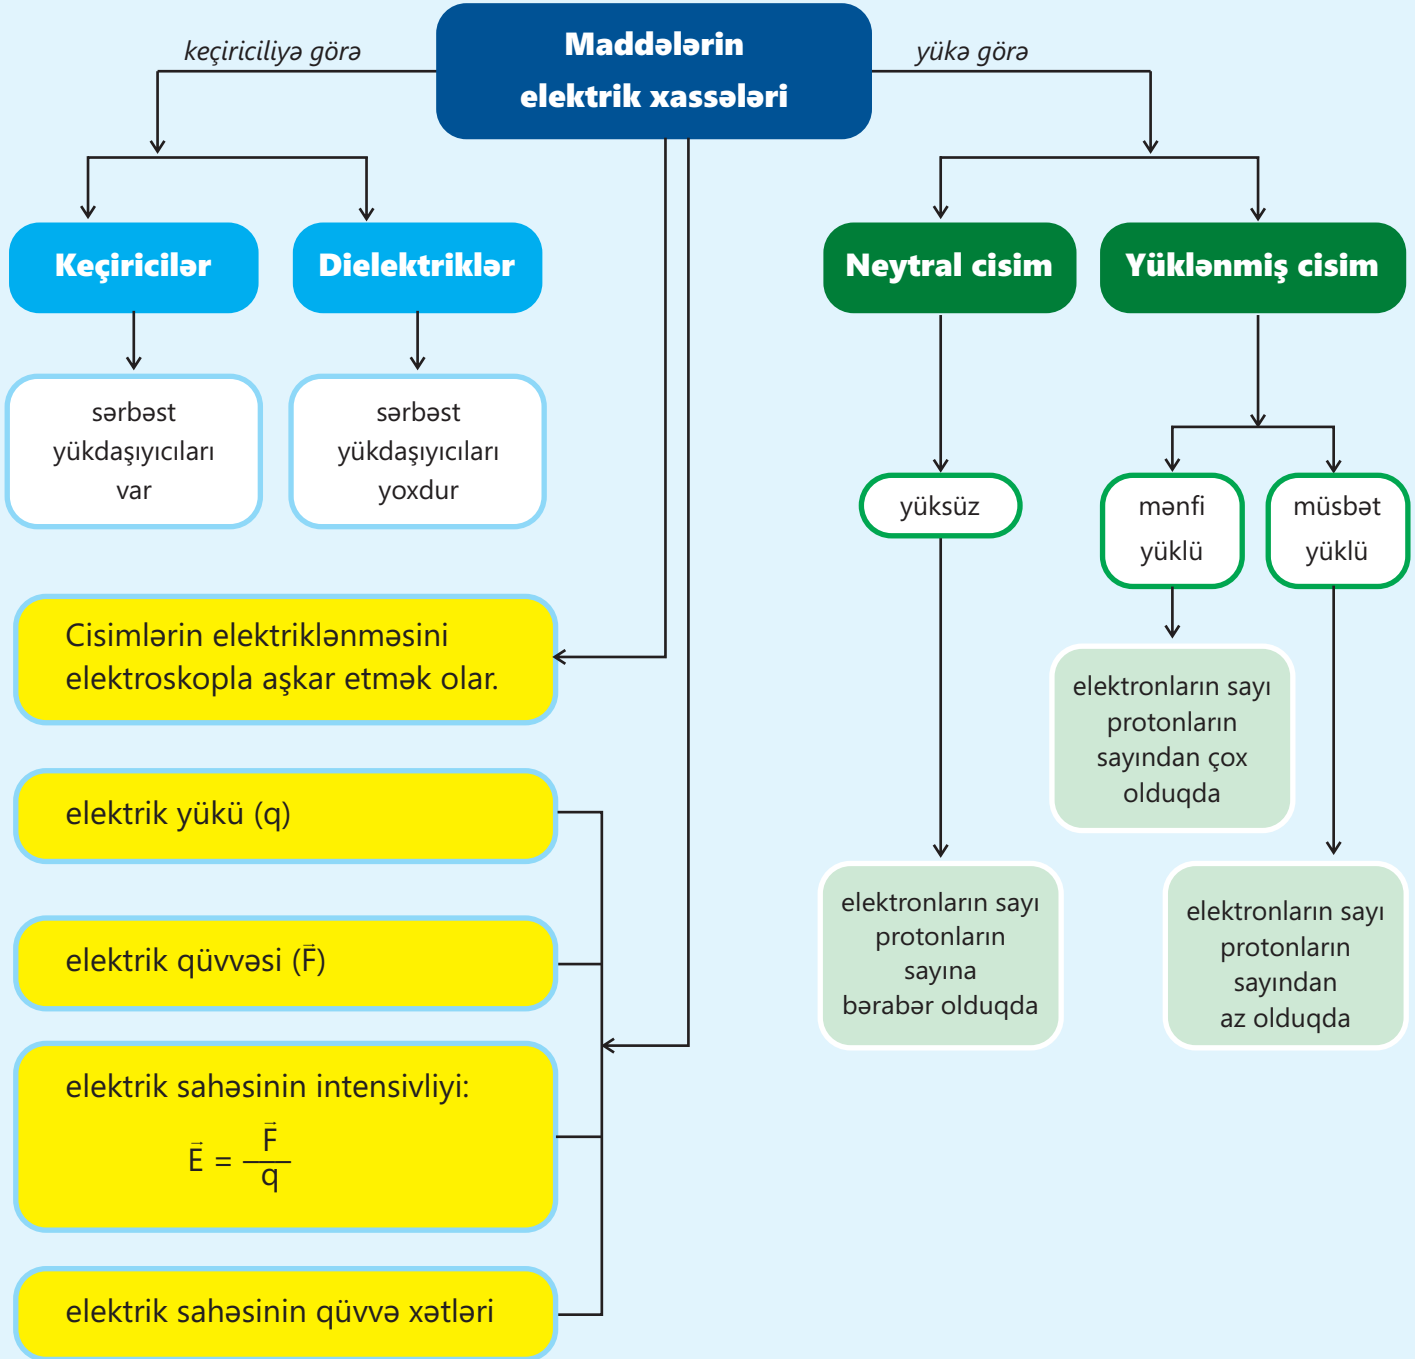 Maddələrin
elektrik xassələri
keçiriciliyə görə
yükə görə
Keçiricilər
Dielektriklər
Neytral cisim
Yüklənmiş cisim
sərbəst
yükdaşıyıcıları
var
sərbəst
yükdaşıyıcıları
yoxdur
yüksüz
mənfi
yüklü
müsbət
yüklü
Cisimlərin elektriklənməsini
elektroskopla aşkar etmək olar.
elektronların sayı
protonların
sayından çox
olduqda
elektrik yükü (q)
elektronların sayı
protonların
sayına
bərabər olduqda
elektronların sayı
protonların
sayından
az olduqda
elektrik qüvvəsi (F⃗)
elektrik sahəsinin intensivliyi:
E⃗ = F⃗/q
elektrik sahəsinin qüvvə xətləri